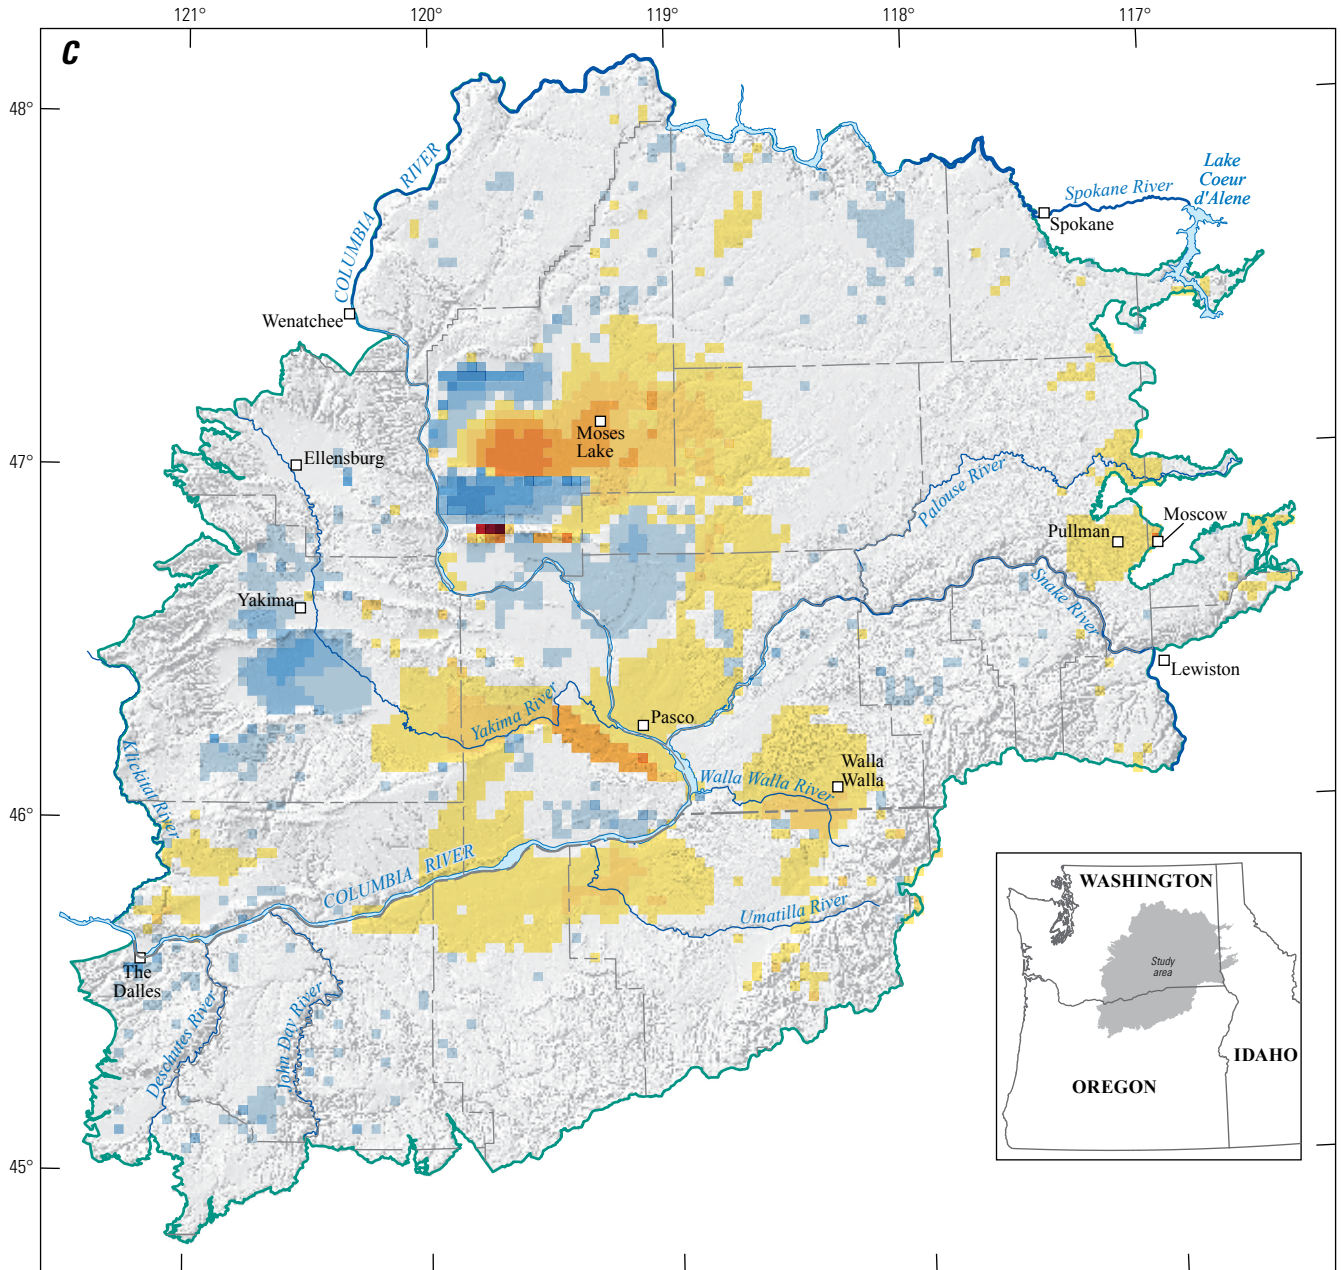 121°
120°
119°
118°
117°
C
48°
47°
46°
45°
COLUMBIA
RIVER
Lake
Coeur
d'Alene
Spokane River
Spokane
Wenatchee
Moses
Lake
Ellensburg
Palouse River
Pullman
Moscow
Yakima
Snake River
Lewiston
Yakima River
Pasco
Klickitat River
Walla
Walla
Walla Walla River
COLUMBIA RIVER
Umatilla River
The
Dalles
Deschutes River
John Day River
WASHINGTON
Study
area
IDAHO
OREGON